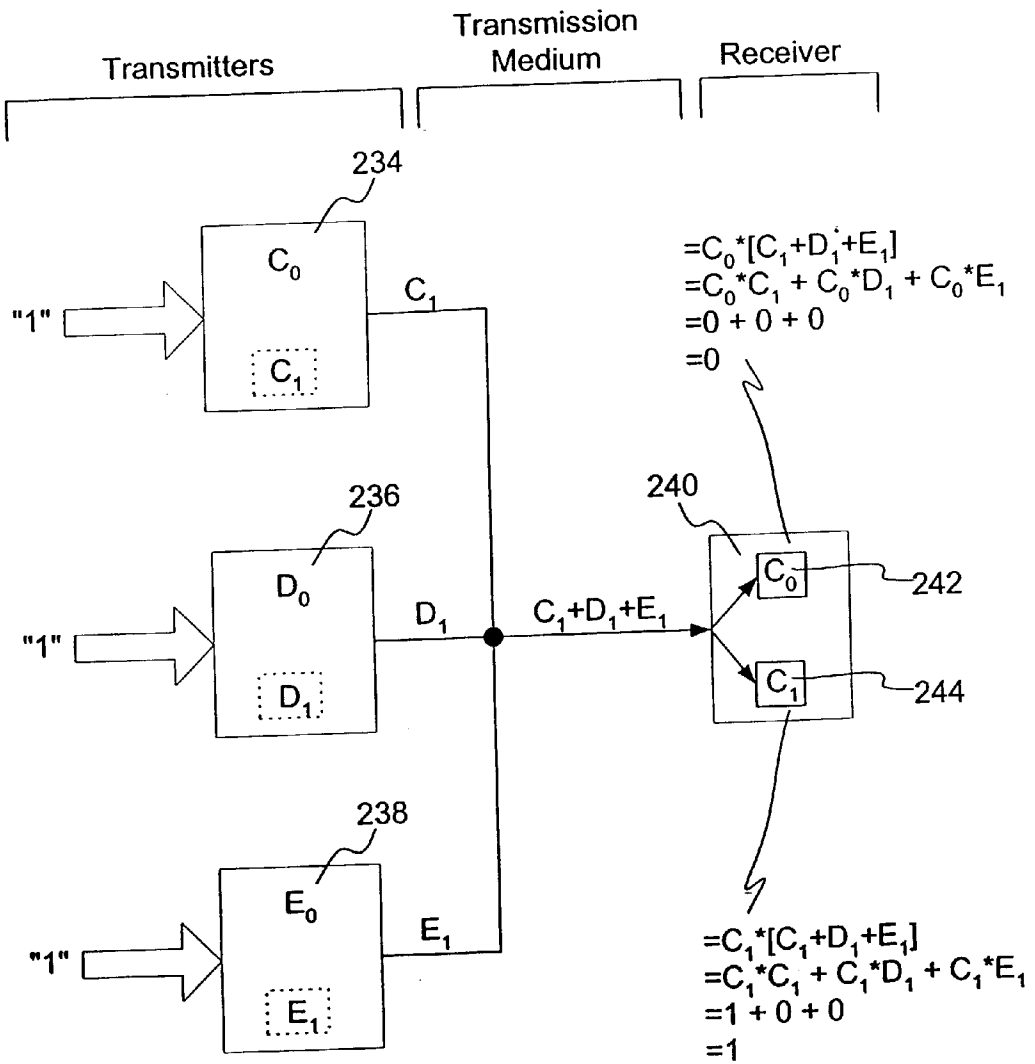 Transmitters
Transmission
Medium
Receiver
234
C₀
"1"
C₁
C₁
=C₀*[C₁+D₁+E₁]
=C₀*C₁ + C₀*D₁ + C₀*E₁
=0 + 0 + 0
=0
236
D₀
"1"
D₁
D₁
C₁+D₁+E₁
240
C₀
242
C₁
244
238
E₀
"1"
E₁
E₁
=C₁*[C₁+D₁+E₁]
=C₁*C₁ + C₁*D₁ + C₁*E₁
=1 + 0 + 0
=1